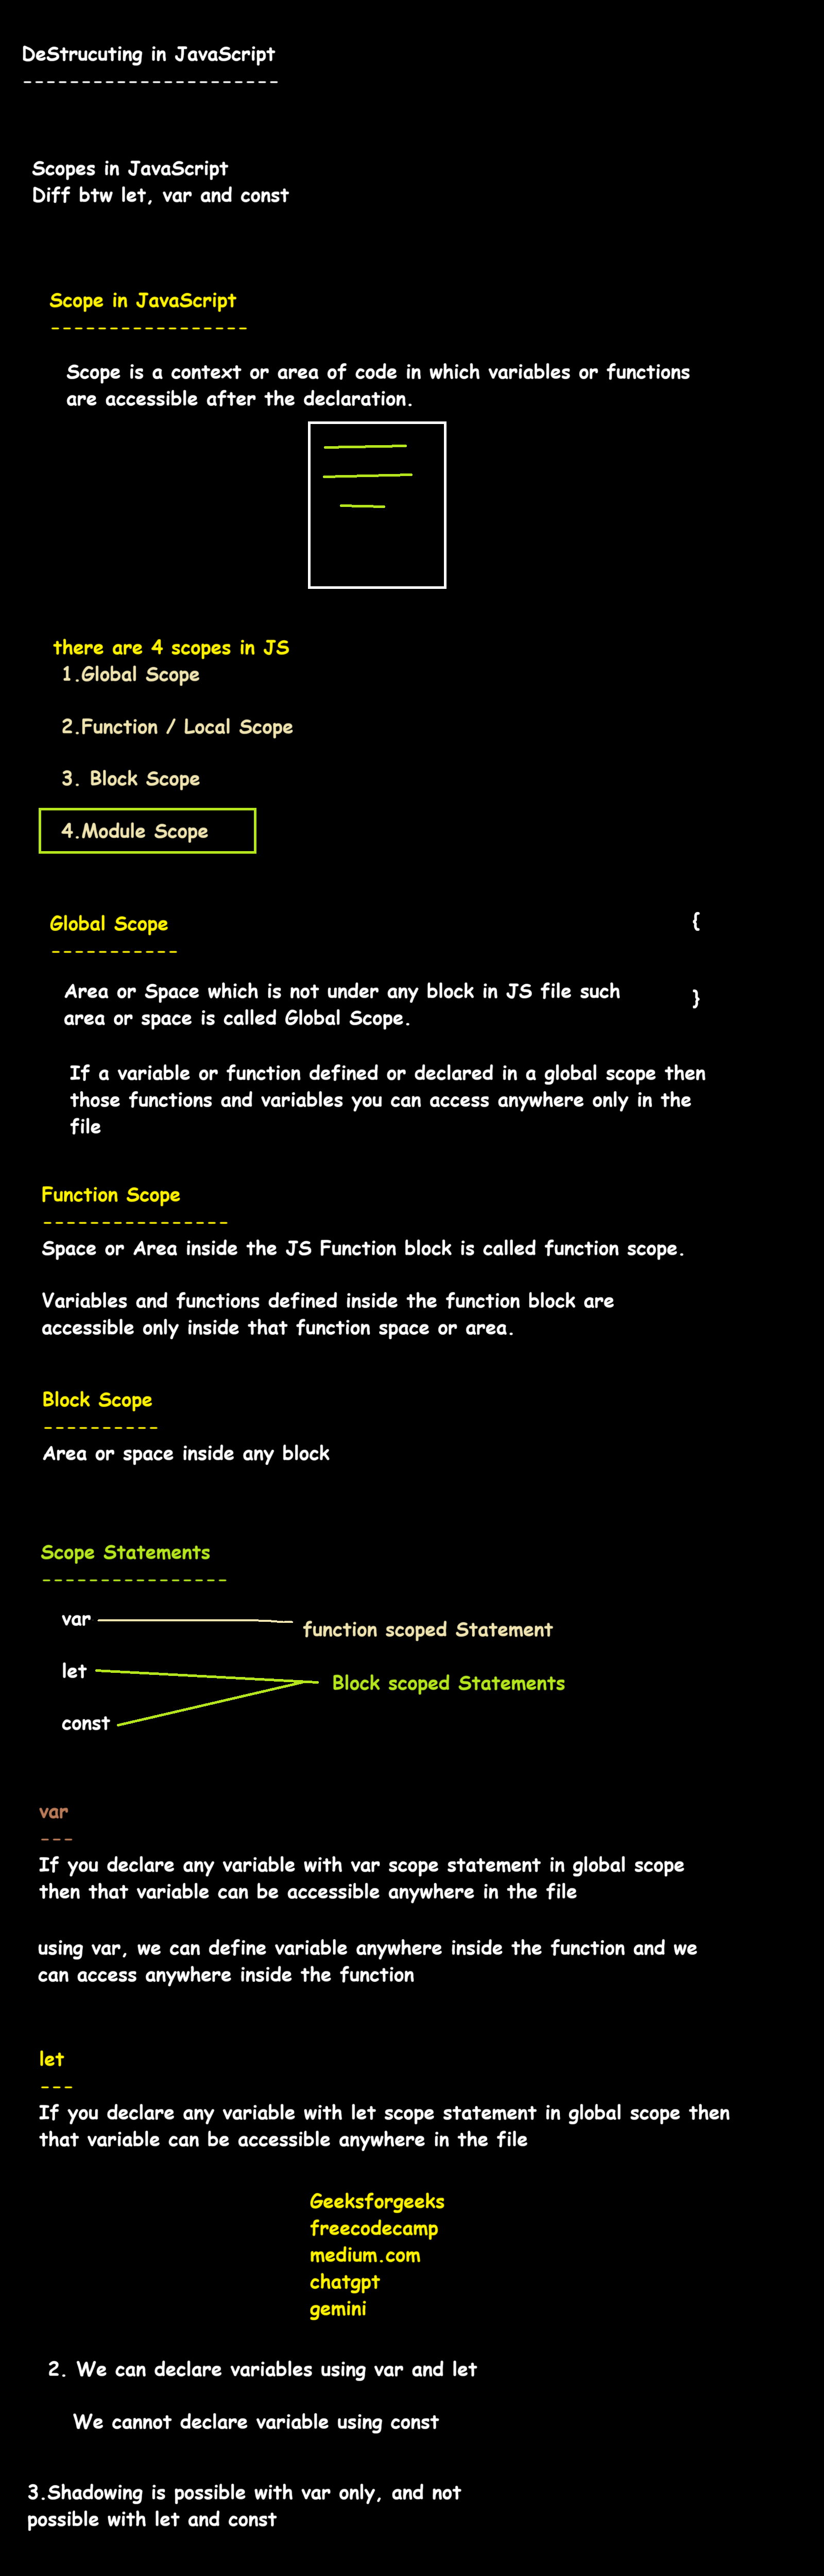 DeStrucuting in JavaScript
----------------------
Scopes in JavaScript
Diff btw let, var and const
Scope in JavaScript
-----------------
Scope is a context or area of code in which variables or functions
are accessible after the declaration.
there are 4 scopes in JS
1.Global Scope
2.Function / Local Scope
3. Block Scope
4.Module Scope
Global Scope
-----------
{
Area or Space which is not under any block in JS file such
area or space is called Global Scope.
}
If a variable or function defined or declared in a global scope then
those functions and variables you can access anywhere only in the
file
Function Scope
----------------
Space or Area inside the JS Function block is called function scope.
Variables and functions defined inside the function block are
accessible only inside that function space or area.
Block Scope
----------
Area or space inside any block
Scope Statements
----------------
var
function scoped Statement
let
Block scoped Statements
const
var
---
If you declare any variable with var scope statement in global scope
then that variable can be accessible anywhere in the file
using var, we can define variable anywhere inside the function and we
can access anywhere inside the function
let
---
If you declare any variable with let scope statement in global scope then
that variable can be accessible anywhere in the file
Geeksforgeeks
freecodecamp
medium.com
chatgpt
gemini
2. We can declare variables using var and let
We cannot declare variable using const
3.Shadowing is possible with var only, and not
possible with let and const